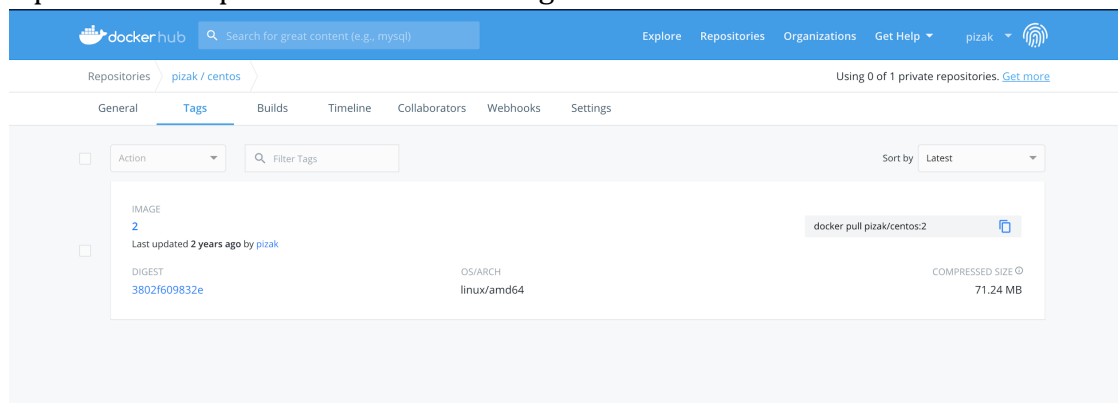 dockerhub Search for great content (e.g., mysql) Explore Repositories Organizations Get Help pizak
Repositories pizak / centos Using 0 of 1 private repositories. Get more
General Tags Builds Timeline Collaborators Webhooks Settings
Action Filter Tags Sort by Latest
IMAGE
2
Last updated 2 years ago by pizak
docker pull pizak/centos:2
DIGEST OS/ARCH COMPRESSED SIZE
3802f609832e linux/amd64 71.24 MB